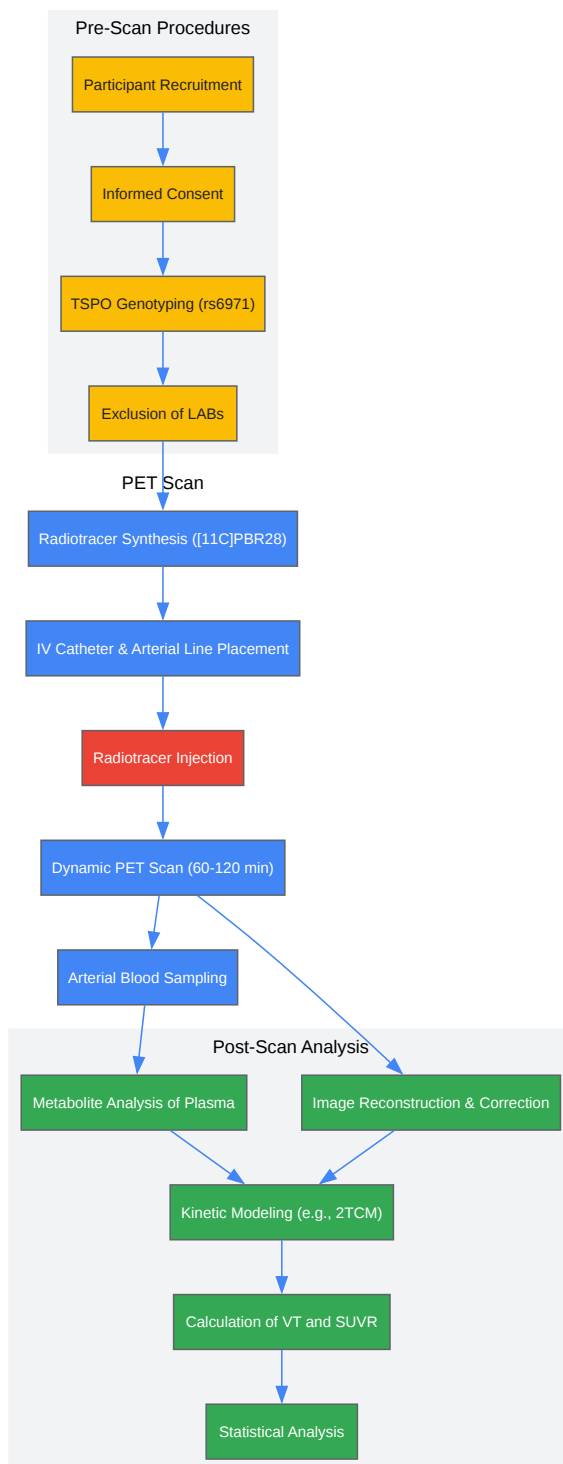 Pre-Scan Procedures
Participant Recruitment
Informed Consent
TSPO Genotyping (rs6971)
Exclusion of LABs
PET Scan
Radiotracer Synthesis ([11C]PBR28)
IV Catheter & Arterial Line Placement
Radiotracer Injection
Dynamic PET Scan (60-120 min)
Arterial Blood Sampling
Post-Scan Analysis
Metabolite Analysis of Plasma
Image Reconstruction & Correction
Kinetic Modeling (e.g., 2TCM)
Calculation of VT and SUVR
Statistical Analysis